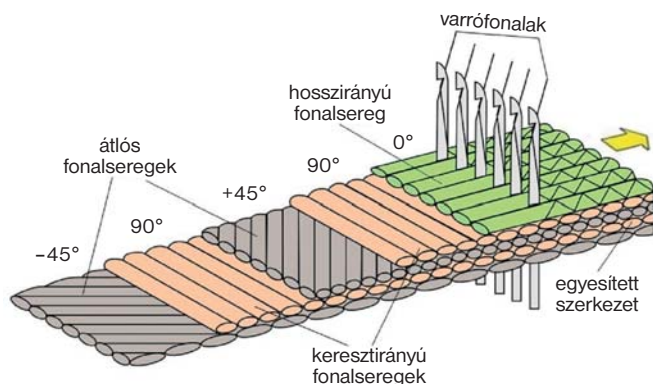 varrófonalak
hosszirányú
fonalsereg
0°
átlós
fonalseregek
90°
+45°
90°
–45°
egyesített
szerkezet
keresztirányú
fonalseregek